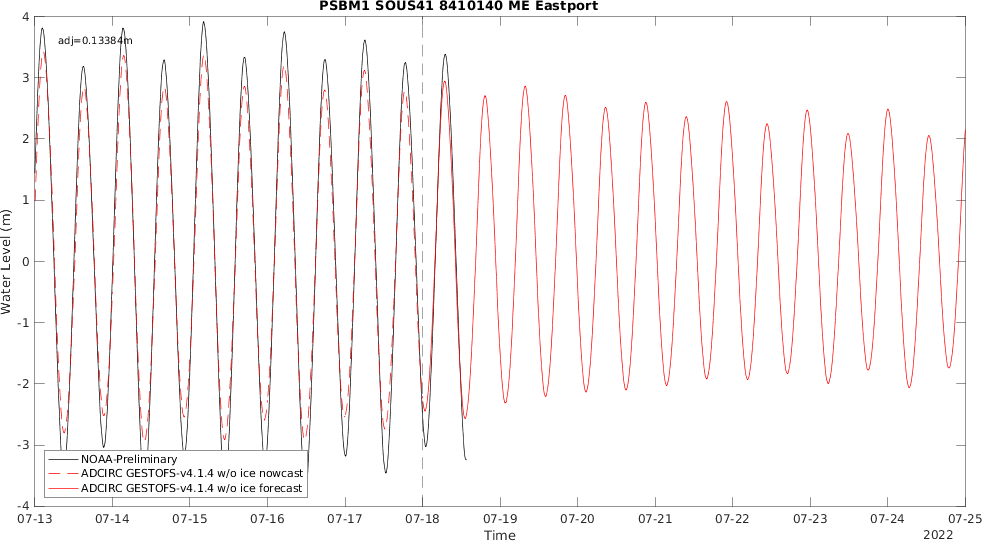 PSBM1 SOUS41 8410140 ME Eastport
adj=0.13384m
Water Level (m)
4
3
2
1
0
-1
-2
-3
-4
NOAA-Preliminary
ADCIRC GESTOFS-v4.1.4 w/o ice nowcast
ADCIRC GESTOFS-v4.1.4 w/o ice forecast
07-13 07-14 07-15 07-16 07-17 07-18 07-19 07-20 07-21 07-22 07-23 07-24 07-25
Time
2022